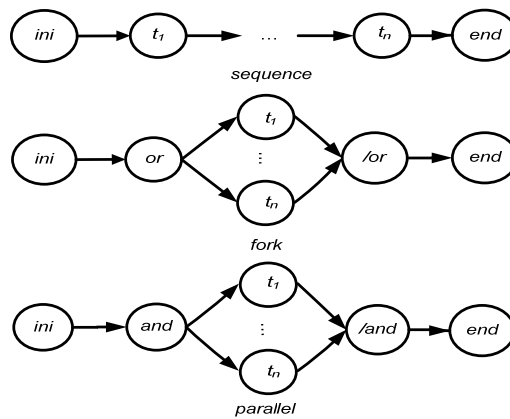 ini t1 ... tn end
sequence
t1
ini or ... /or end
tn
fork
t1
ini and ... /and end
tn
parallel